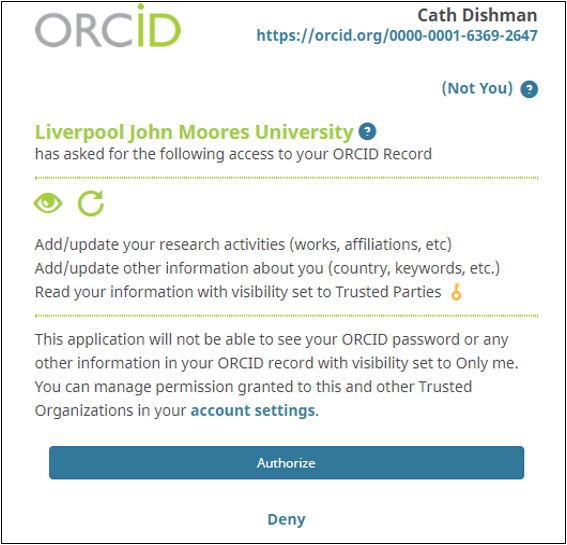 ORCID
Cath Dishman
https://orcid.org/0000-0001-6369-2647
(Not You) ?
Liverpool John Moores University ?
has asked for the following access to your ORCID Record
Add/update your research activities (works, affiliations, etc)
Add/update other information about you (country, keywords, etc.)
Read your information with visibility set to Trusted Parties
This application will not be able to see your ORCID password or any
other information in your ORCID record with visibility set to Only me.
You can manage permission granted to this and other Trusted
Organizations in your account settings.
Authorize
Deny